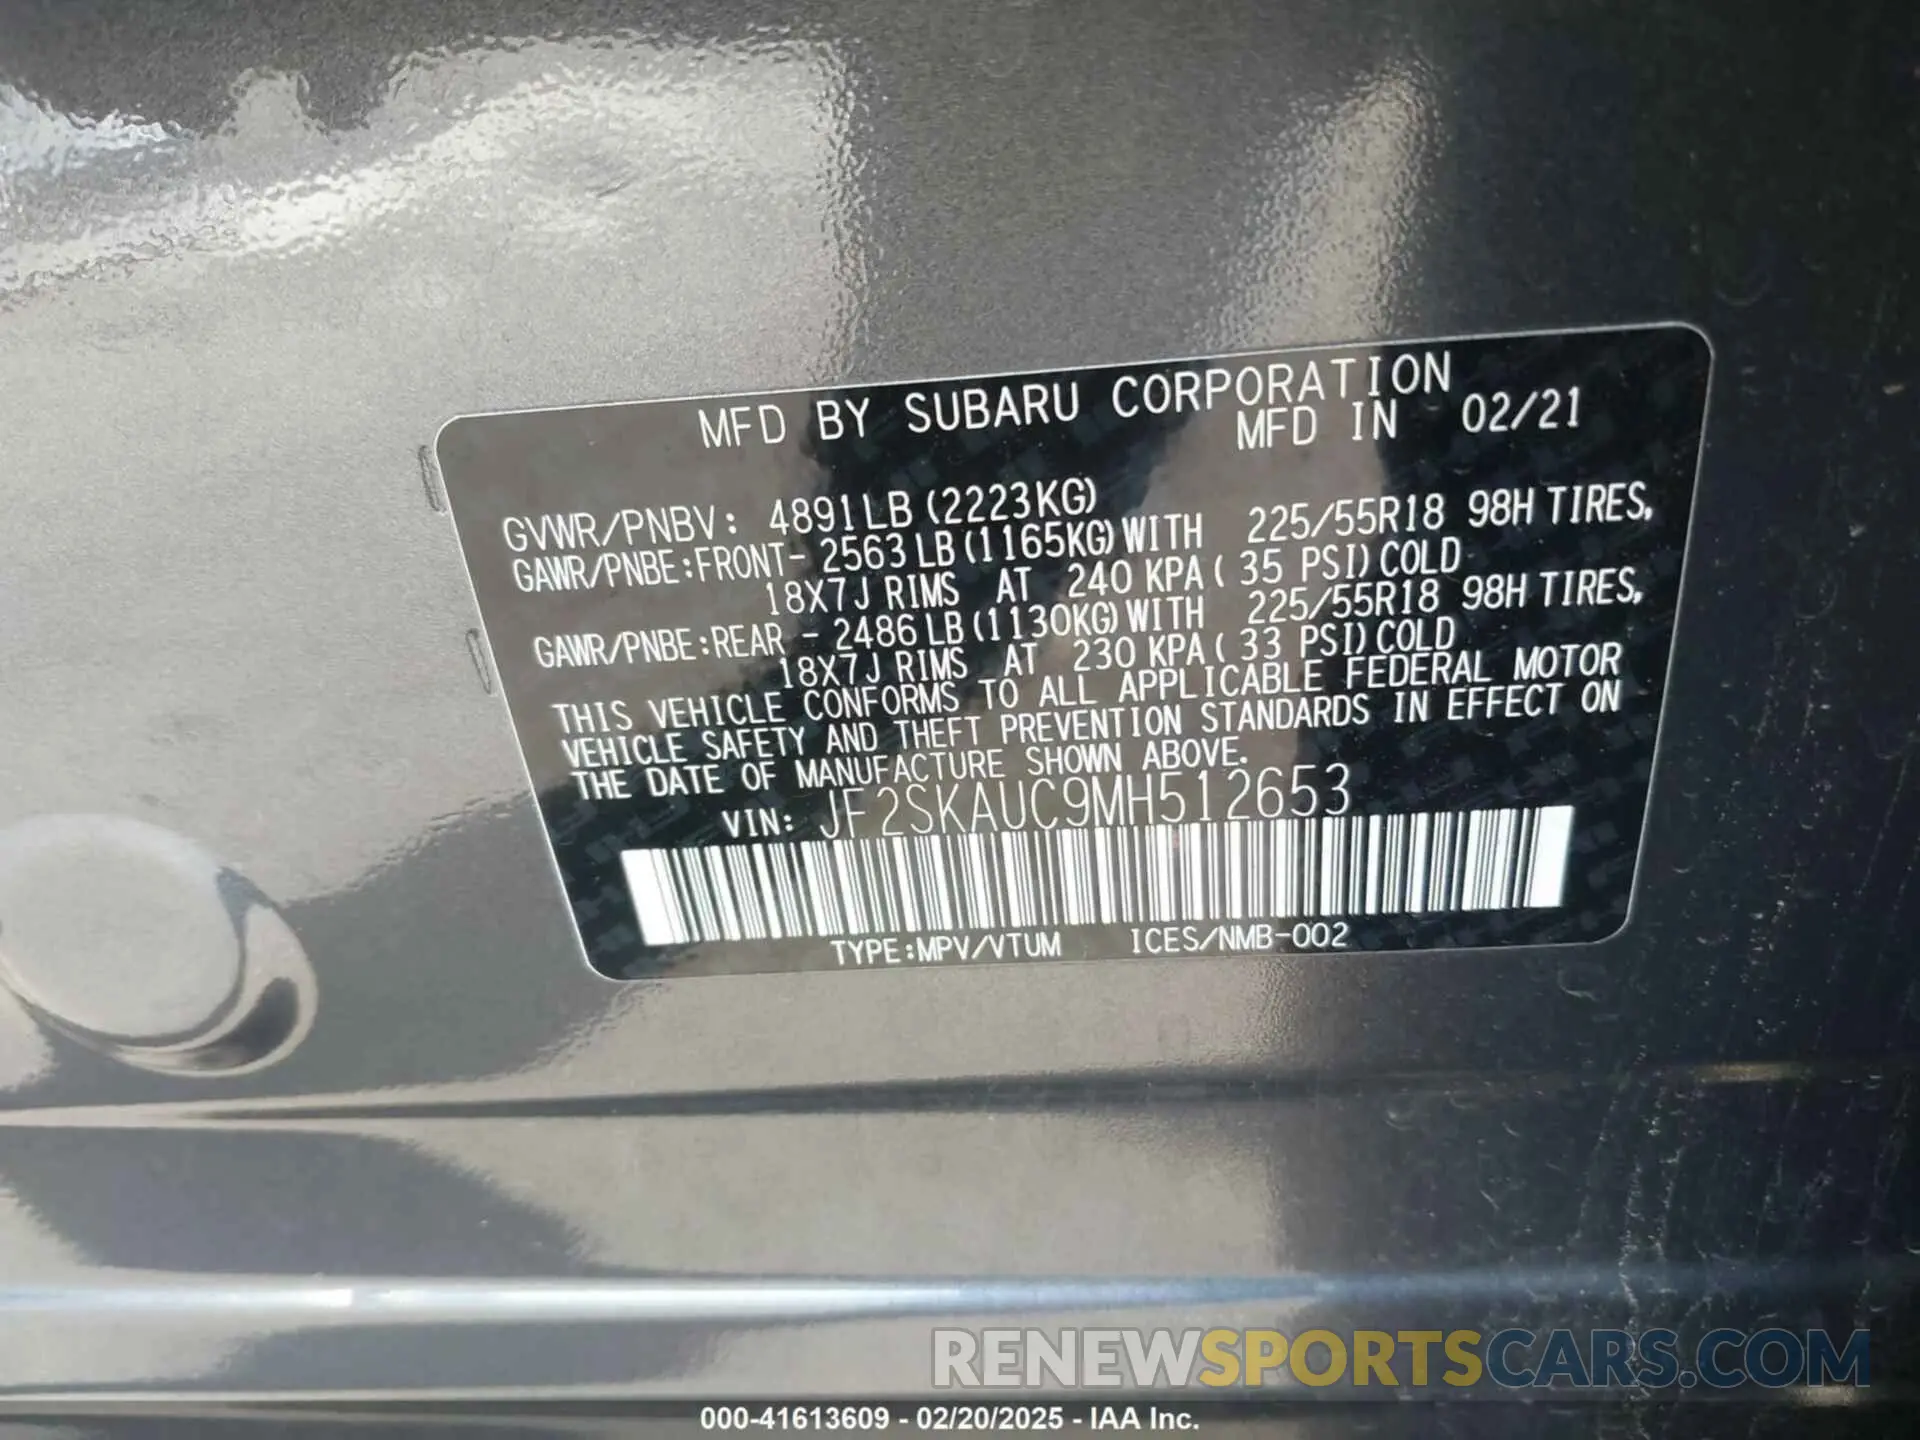 MFD BY SUBARU CORPORATION
MFD IN 02/21
GVWR/PNBV: 4891LB (2223KG)
GAWR/PNBE:FRONT- 2563 LB (1165KG) WITH 225/55R18 98H TIRES,
18X7J RIMS AT 240 KPA ( 35 PSI) COLD
GAWR/PNBE:REAR - 2486 LB (1130KG) WITH 225/55R18 98H TIRES,
18X7J RIMS AT 230 KPA ( 33 PSI) COLD
THIS VEHICLE CONFORMS TO ALL APPLICABLE FEDERAL MOTOR
VEHICLE SAFETY AND THEFT PREVENTION STANDARDS IN EFFECT ON
THE DATE OF MANUFACTURE SHOWN ABOVE.
VIN: JF2SKAUC9MH512653
TYPE:MPV/VTUM ICES/NMB-002
RENEWSPORTSCARS.COM
000-41613609 - 02/20/2025 - IAA Inc.